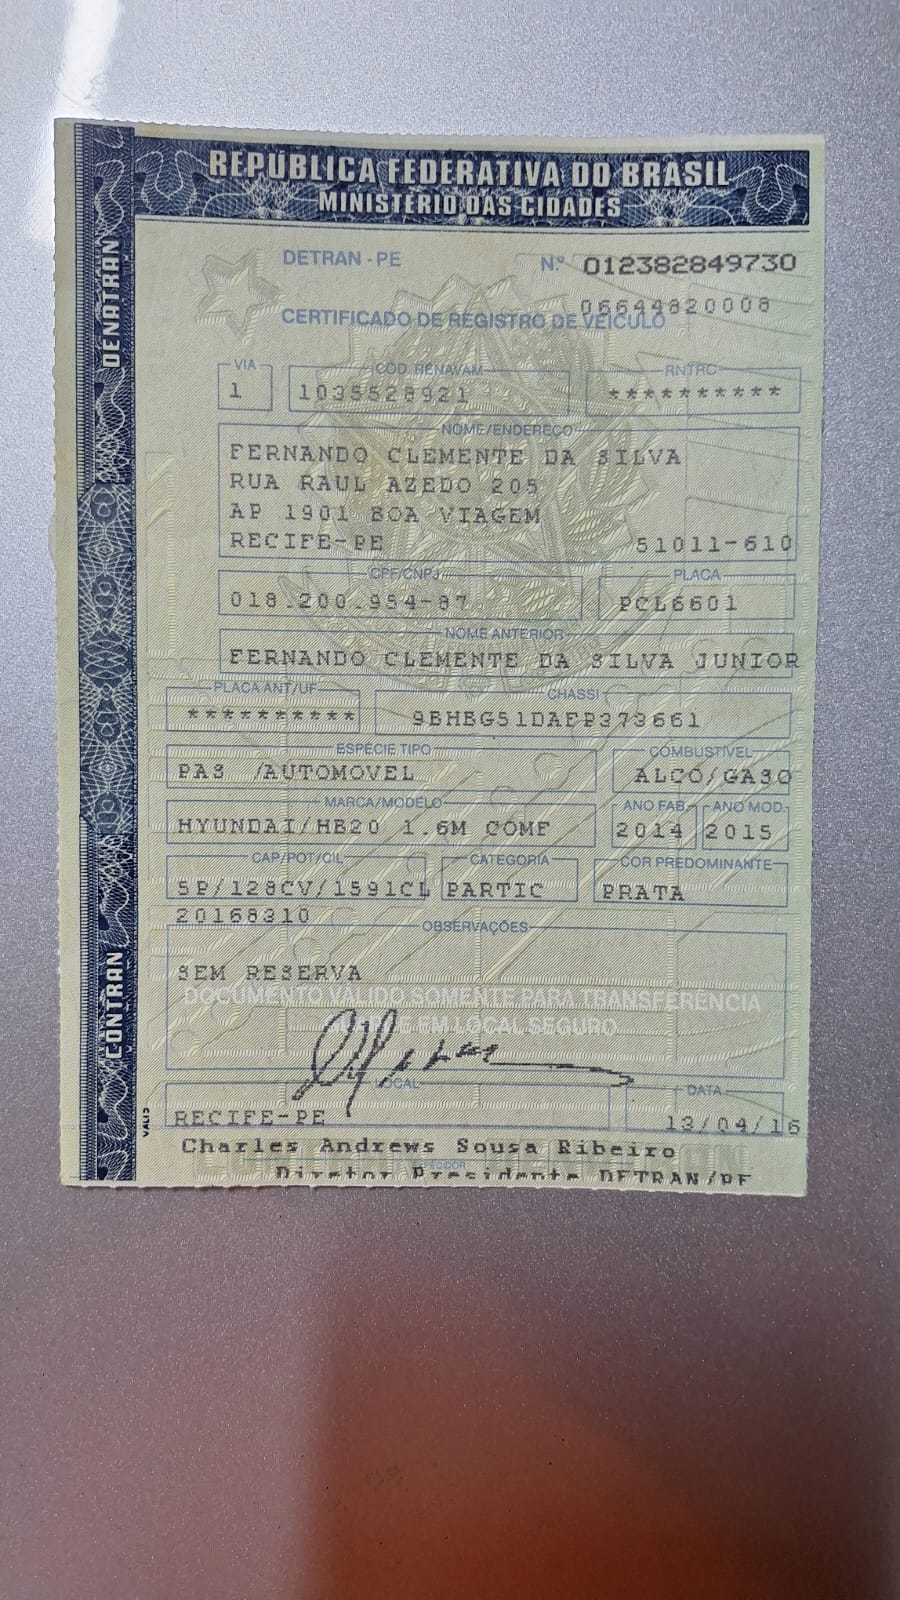 REPÚBLICA FEDERATIVA DO BRASIL
MINISTÉRIO DAS CIDADES
DENATRAN
CONTRAN
DETRAN - PE Nº 012382849730
06644820008
CERTIFICADO DE REGISTRO DE VEÍCULO
VIA CÓD. RENAVAM RNTRC
1 1035528921 **********
NOME/ENDEREÇO
FERNANDO CLEMENTE DA SILVA
RUA RAUL AZEDO 205
AP 1901 BOA VIAGEM
RECIFE-PE 51011-610
CPF/CNPJ PLACA
018.200.954-87 PCL6601
NOME ANTERIOR
FERNANDO CLEMENTE DA SILVA JUNIOR
PLACA ANT/UF CHASSI
********** 9BHBG51DAFP373661
ESPÉCIE TIPO COMBUSTÍVEL
PAS /AUTOMOVEL ALCO/GASO
MARCA/MODELO ANO FAB. ANO MOD.
HYUNDAI/HB20 1.6M COMF 2014 2015
CAP/POT/CIL CATEGORIA COR PREDOMINANTE
5P/128CV/1591CL PARTIC PRATA
20168310
OBSERVAÇÕES
SEM RESERVA
DOCUMENTO VÁLIDO SOMENTE PARA TRANSFERÊNCIA
EM LOCAL SEGURO
LOCAL DATA
RECIFE-PE 13/04/16
Charles Andrews Sousa Ribeiro
Diretor Presidente DETRAN/PE